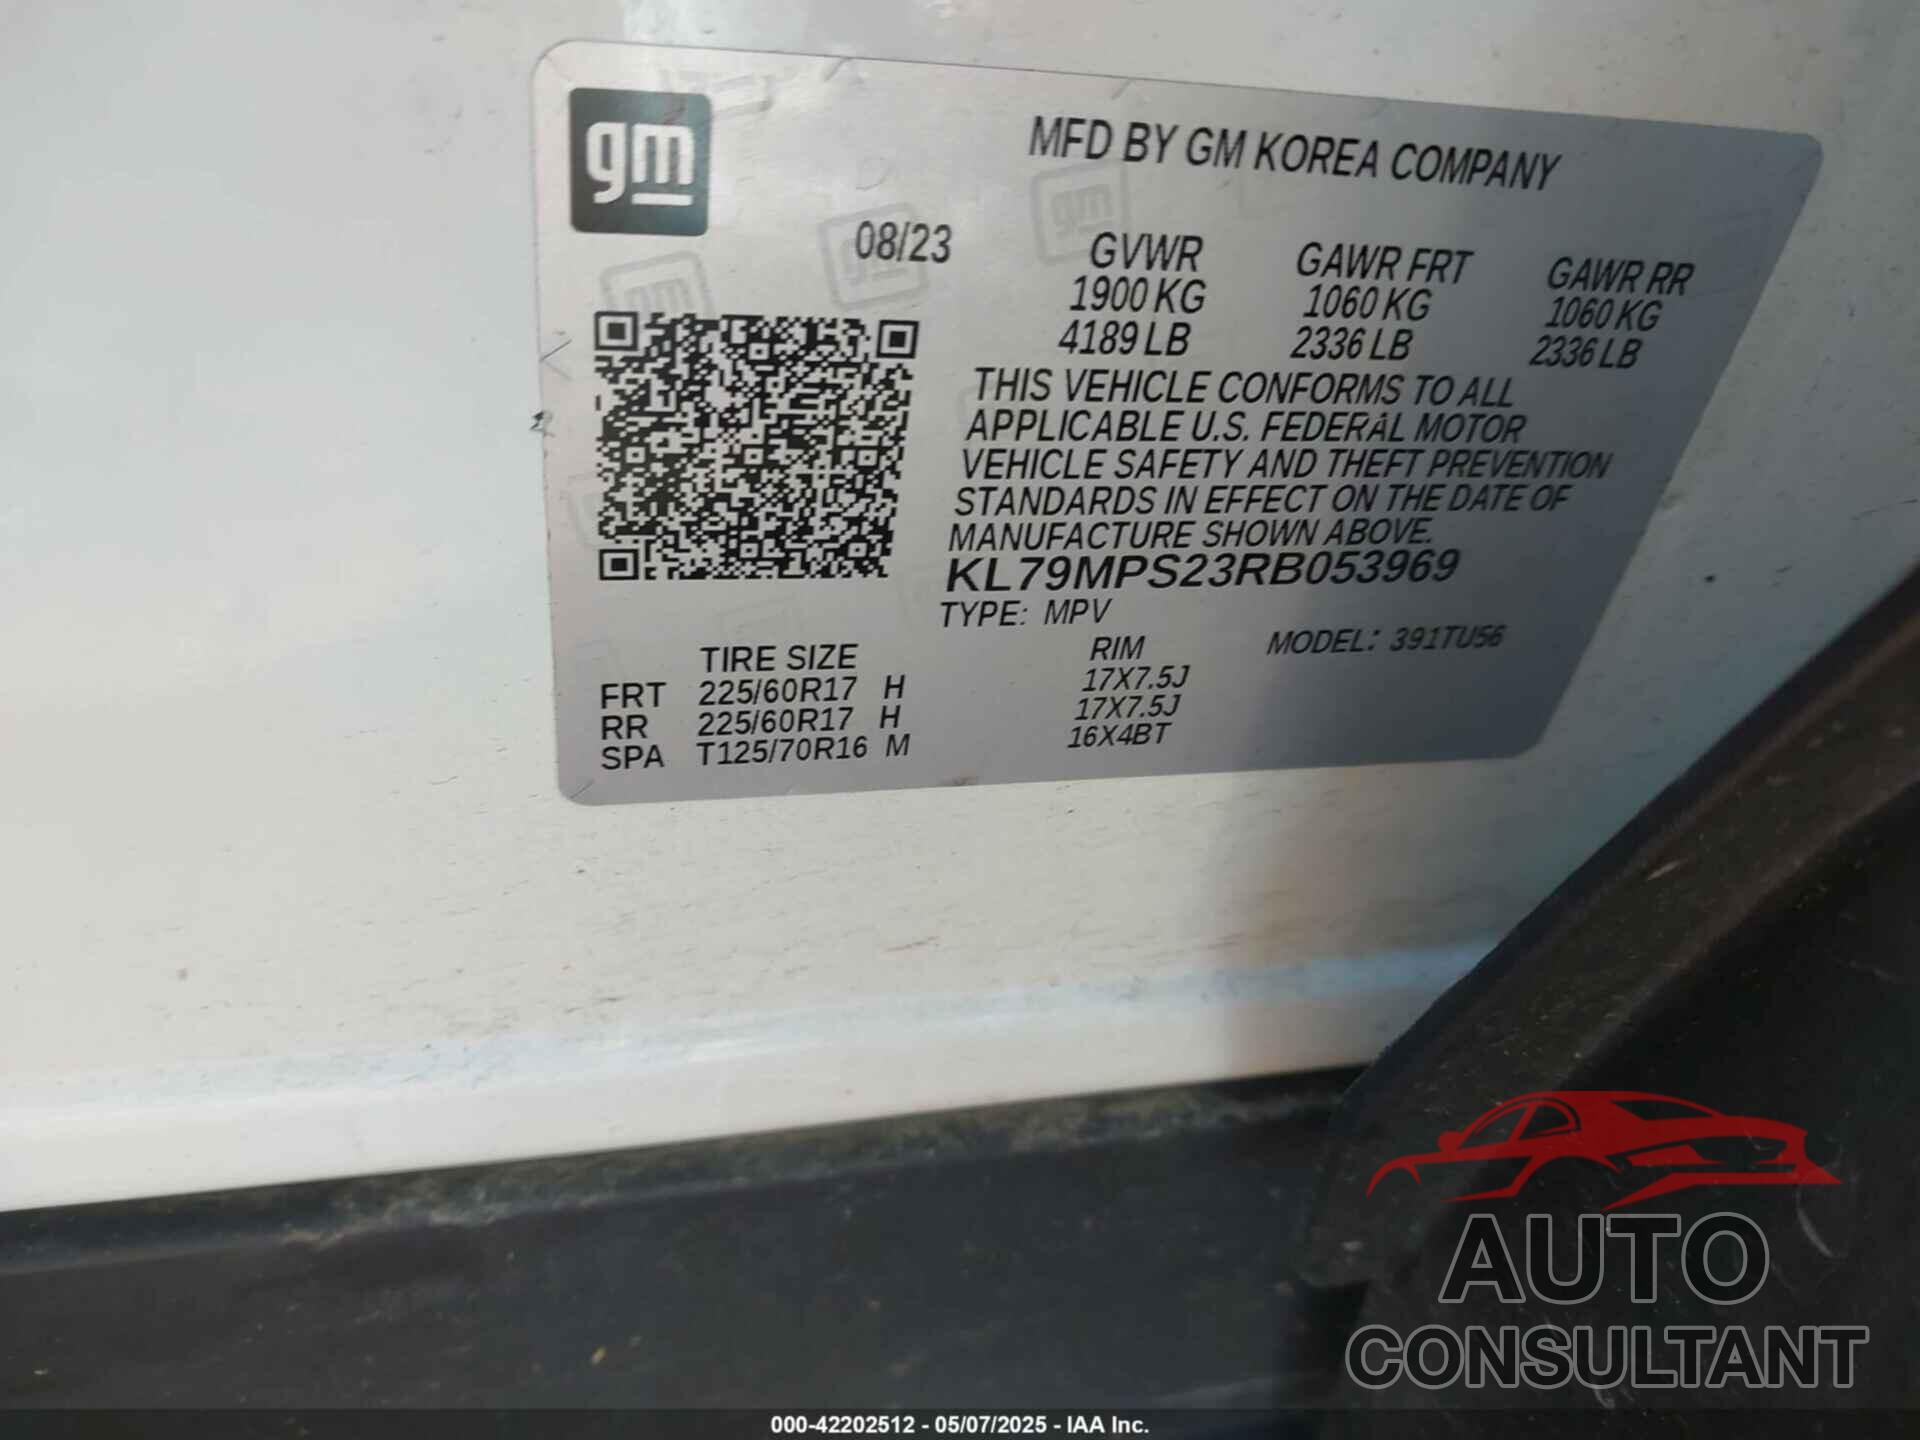 gm
MFD BY GM KOREA COMPANY
08/23
GVWR GAWR FRT GAWR RR
1900 KG 1060 KG 1060 KG
4189 LB 2336 LB 2336 LB
THIS VEHICLE CONFORMS TO ALL
APPLICABLE U.S. FEDERAL MOTOR
VEHICLE SAFETY AND THEFT PREVENTION
STANDARDS IN EFFECT ON THE DATE OF
MANUFACTURE SHOWN ABOVE.
KL79MPS23RB053969
TYPE: MPV
MODEL: 391TU56
TIRE SIZE RIM
FRT 225/60R17 H 17X7.5J
RR 225/60R17 H 17X7.5J
SPA T125/70R16 M 16X4BT
AUTO
CONSULTANT
000-42202512 - 05/07/2025 - IAA Inc.